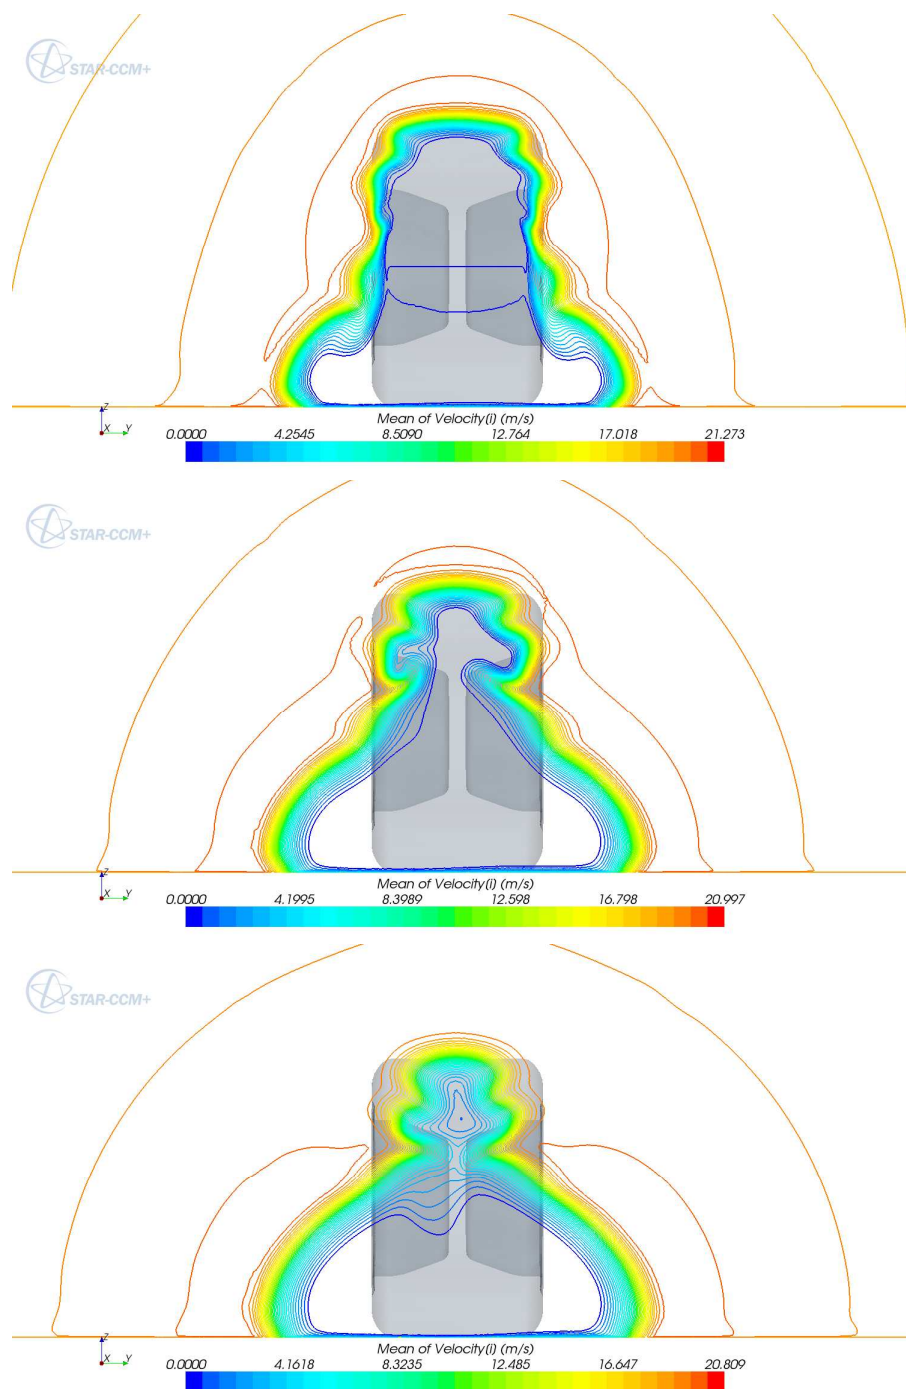 STAR-CCM+
Z
X Y
Mean of Velocity(i) (m/s)
0.0000 4.2545 8.5090 12.764 17.018 21.273
STAR-CCM+
Z
X Y
Mean of Velocity(i) (m/s)
0.0000 4.1995 8.3989 12.598 16.798 20.997
STAR-CCM+
Z
X Y
Mean of Velocity(i) (m/s)
0.0000 4.1618 8.3235 12.485 16.647 20.809